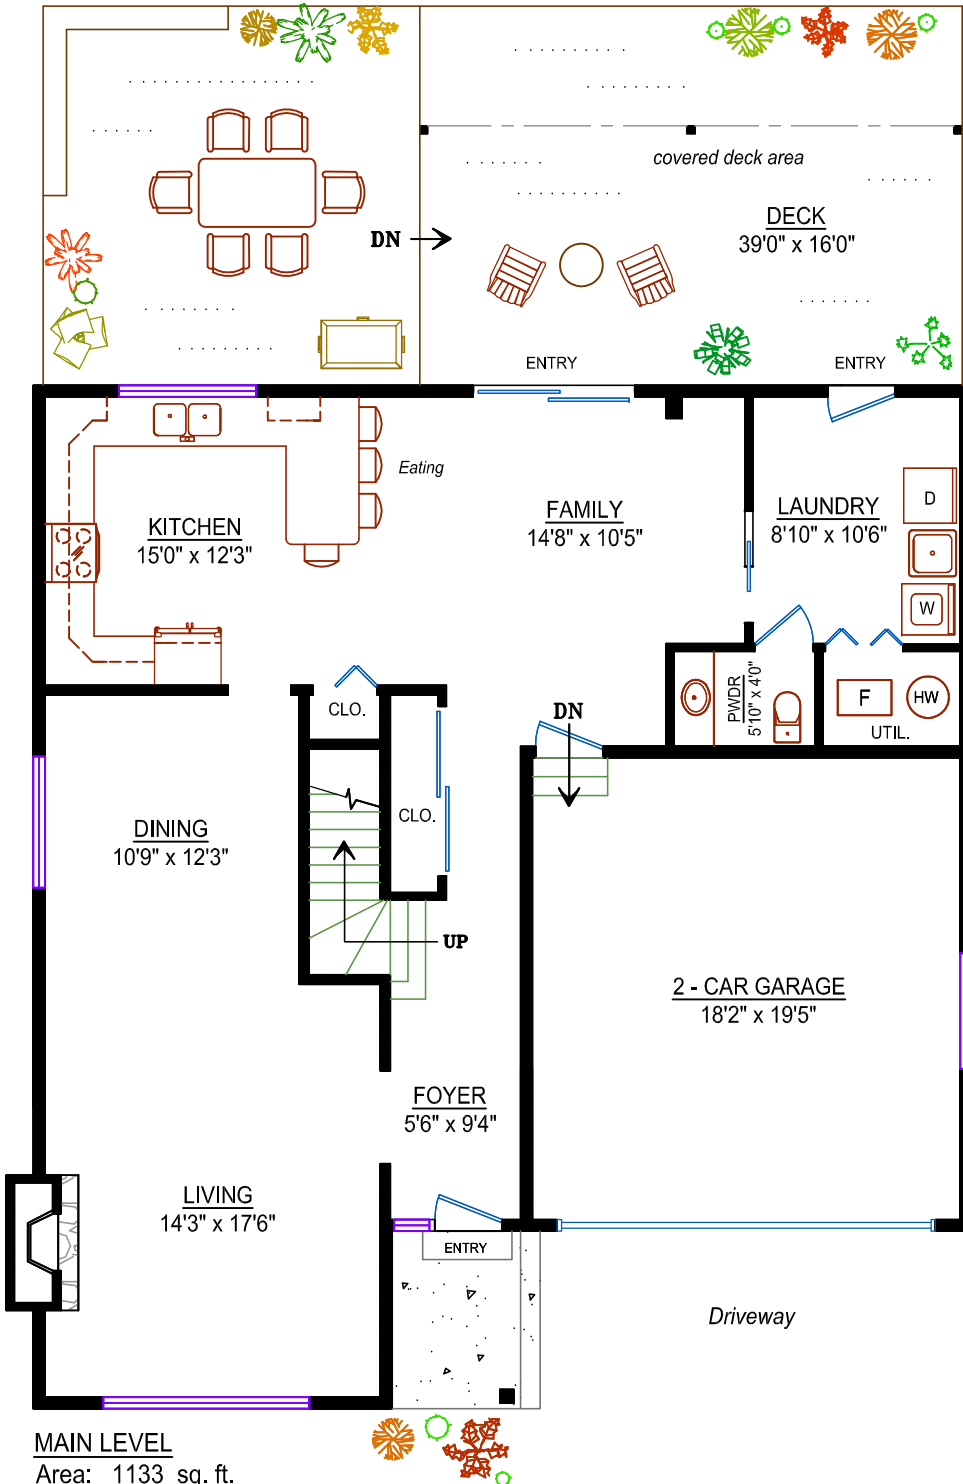 covered deck area
DECK
39'0" x 16'0"
DN
ENTRY
ENTRY
Eating
KITCHEN
15'0" x 12'3"
FAMILY
14'8" x 10'5"
LAUNDRY
8'10" x 10'6"
D
W
PWDR
5'10" x 4'0"
F
HW
UTIL.
CLO.
DN
CLO.
DINING
10'9" x 12'3"
UP
2 - CAR GARAGE
18'2" x 19'5"
FOYER
5'6" x 9'4"
LIVING
14'3" x 17'6"
ENTRY
Driveway
MAIN LEVEL
Area: 1133 sq. ft.